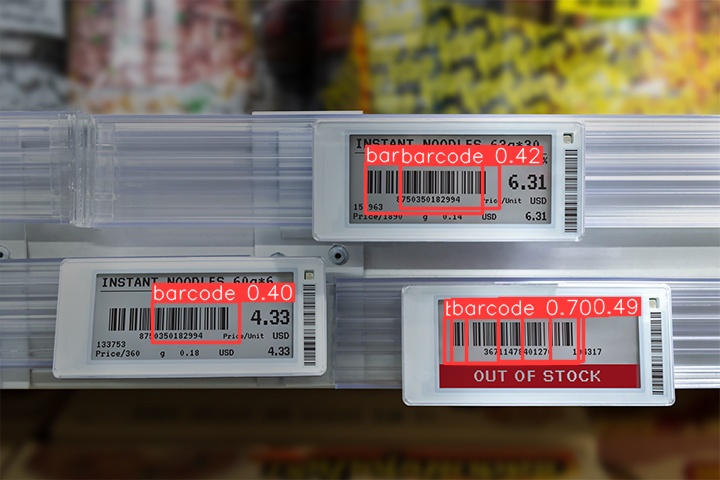 INSTANT NOODLES 63g*30
barbarcode 0.42
6.31
8750350182994
Price/Unit USD
Price/1890 g 0.14 USD 6.31
INSTANT NOODLES 60g*6
barcode 0.40
4.33
8750350182994
Price/Unit USD
133753
Price/360 g 0.18 USD 4.33
tbarcode 0.700.49
OUT OF STOCK